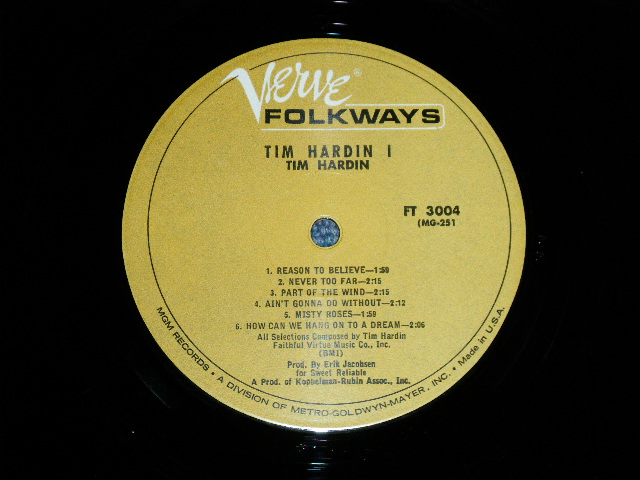 Verve®
FOLKWAYS
TIM HARDIN 1
TIM HARDIN
FT 3004
(MG-251
1. REASON TO BELIEVE—1:59
2. NEVER TOO FAR—2:15
3. PART OF THE WIND—2:15
4. AIN'T GONNA DO WITHOUT—2:12
5. MISTY ROSES—1:59
6. HOW CAN WE HANG ON TO A DREAM—2:06
All Selections Composed by Tim Hardin
Faithful Virtue Music Co., Inc.
(BMI)
Prod. By Erik Jacobsen
for Sweet Reliable
A Prod. of Koppelman-Rubin Assoc., Inc.
MGM RECORDS • A DIVISION OF METRO-GOLDWYN-MAYER, INC. • Made in U.S.A.